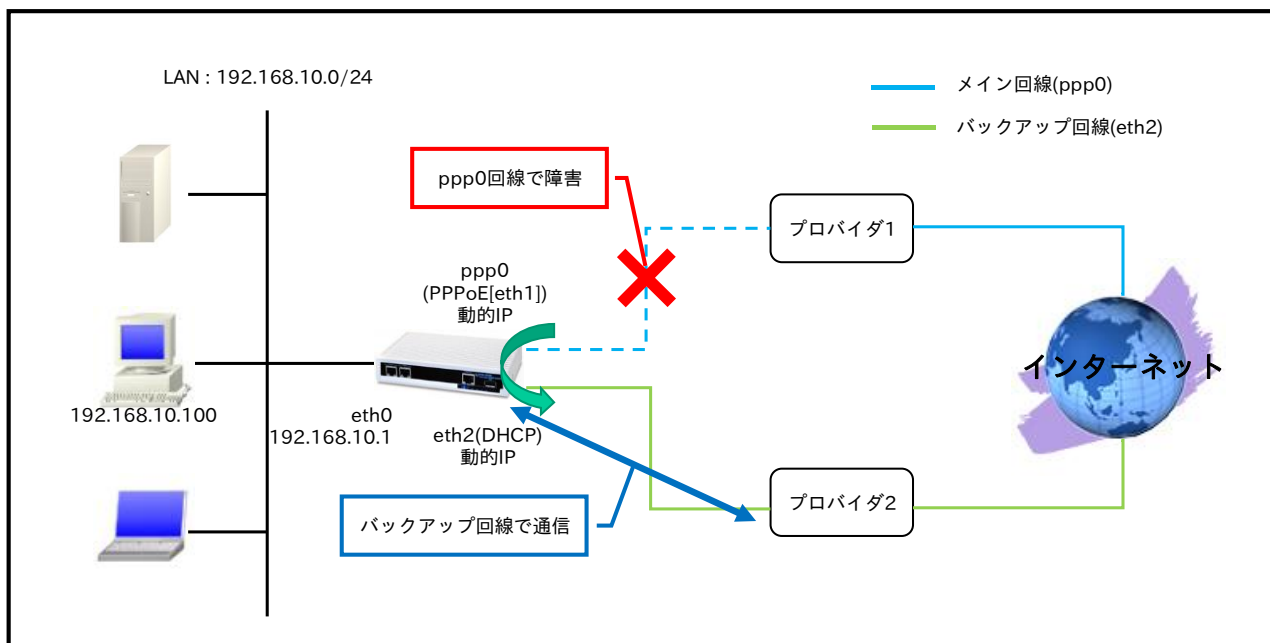 LAN : 192.168.10.0/24
メイン回線(ppp0)
バックアップ回線(eth2)
ppp0回線で障害
プロバイダ1
ppp0
(PPPoE[eth1])
動的IP
インターネット
192.168.10.100
eth0
192.168.10.1
eth2(DHCP)
動的IP
バックアップ回線で通信
プロバイダ2